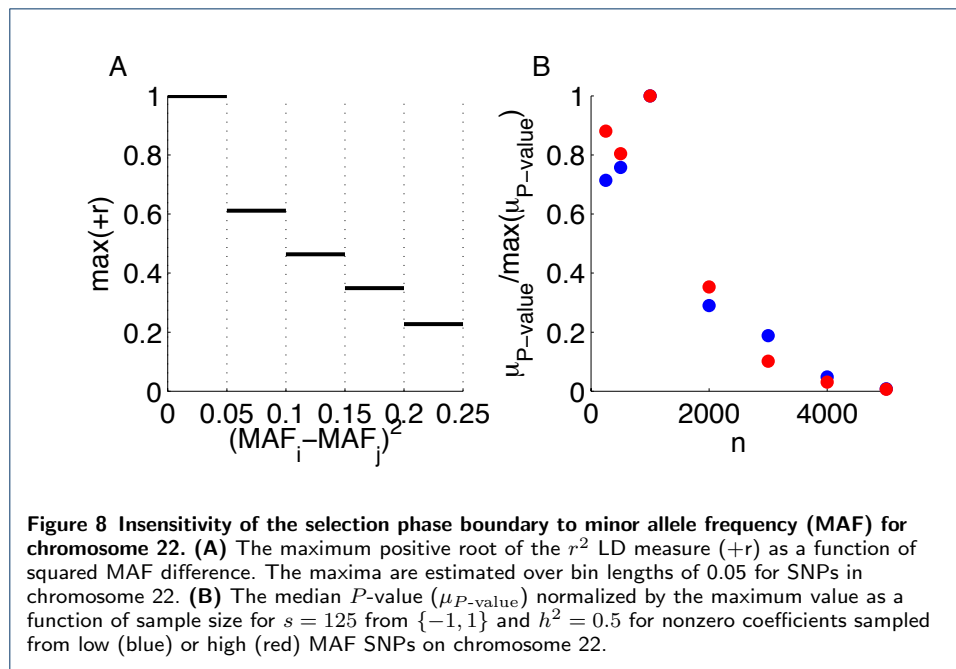 A
B
max(+r)
1
0.8
0.6
0.4
0.2
0
0 0.05 0.1 0.15 0.2 0.25
(MAF_i−MAF_j)^2
μ_P−value/max(μ_P−value)
1
0.8
0.6
0.4
0.2
0
0 2000 4000
n
Figure 8 Insensitivity of the selection phase boundary to minor allele frequency (MAF) for
chromosome 22. (A) The maximum positive root of the r² LD measure (+r) as a function of
squared MAF difference. The maxima are estimated over bin lengths of 0.05 for SNPs in
chromosome 22. (B) The median P-value (μ_P-value) normalized by the maximum value as a
function of sample size for s = 125 from {−1, 1} and h² = 0.5 for nonzero coefficients sampled
from low (blue) or high (red) MAF SNPs on chromosome 22.